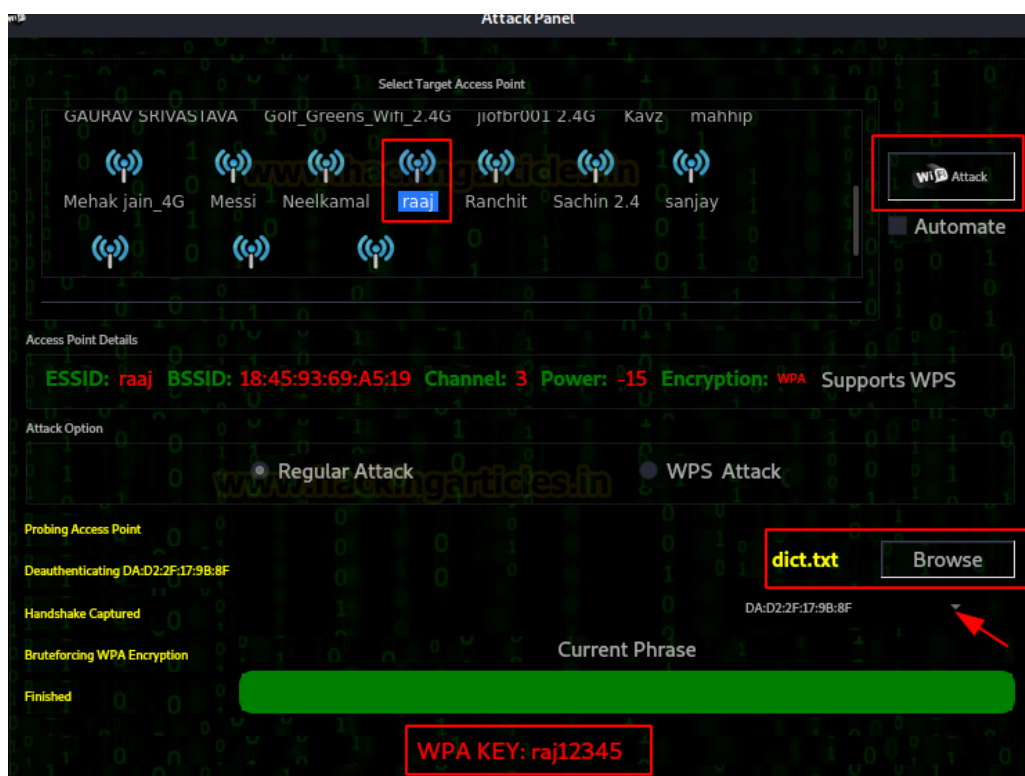 Attack Panel
Select Target Access Point
GAURAV SRIVASTAVA Golf_Greens_Wifi_2.4G jiofbr001 2.4G Kavz mahhip
www.hackingarticles.in
Mehak jain_4G Messi Neelkamal raaj Ranchit Sachin 2.4 sanjay
WiFi Attack
Automate
Access Point Details
ESSID: raaj BSSID: 18:45:93:69:A5:19 Channel: 3 Power: -15 Encryption: WPA Supports WPS
Attack Option
Regular Attack WPS Attack
www.hackingarticles.in
Probing Access Point
dict.txt Browse
Deauthenticating DA:D2:2F:17:9B:8F
Handshake Captured DA:D2:2F:17:9B:8F
Bruteforcing WPA Encryption Current Phrase
Finished
WPA KEY: raj12345